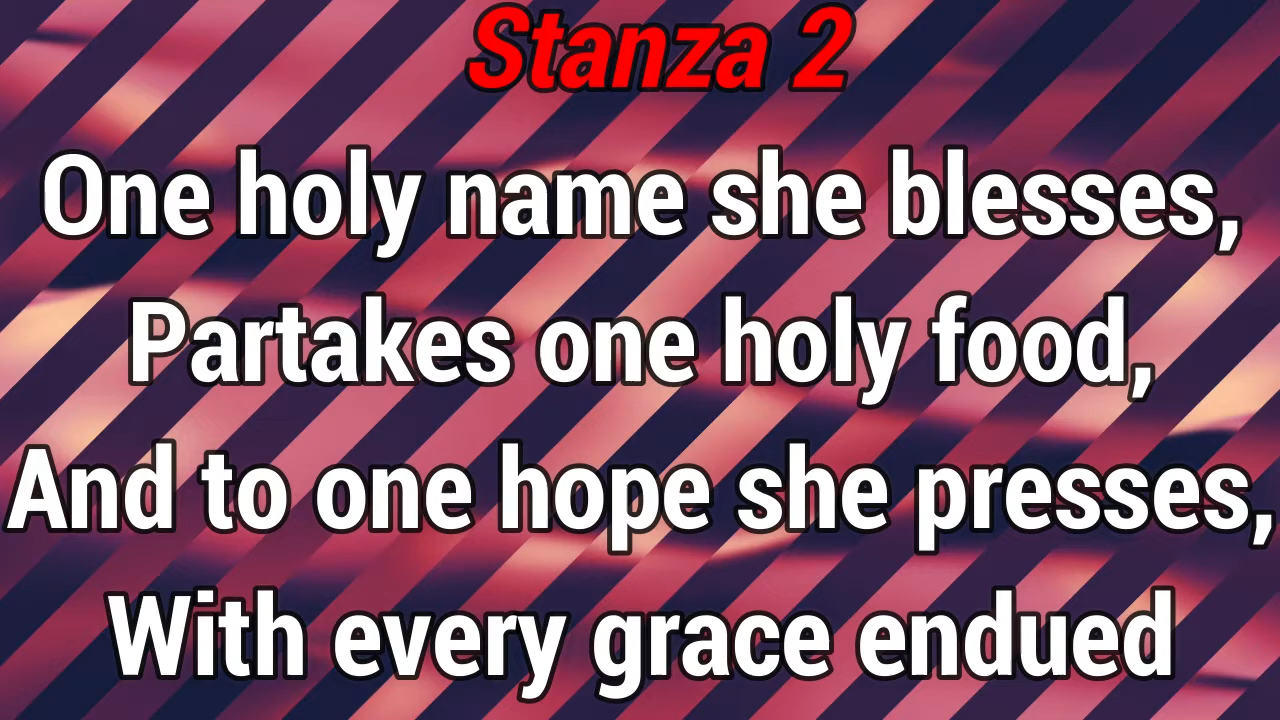 Stanza 2
One holy name she blesses,
Partakes one holy food,
And to one hope she presses,
With every grace endued